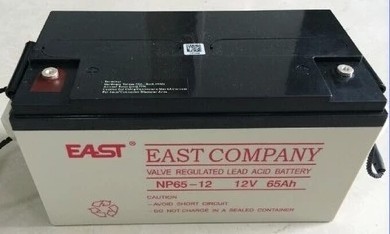 EAST®
EAST COMPANY
VALVE REGULATED LEAD ACID BATTERY
NP65-12 12V 65Ah
CAUTION:
- AVOID SHORT CIRCUIT
- DO NOT CHARGE IN A SEALED CONTAINER